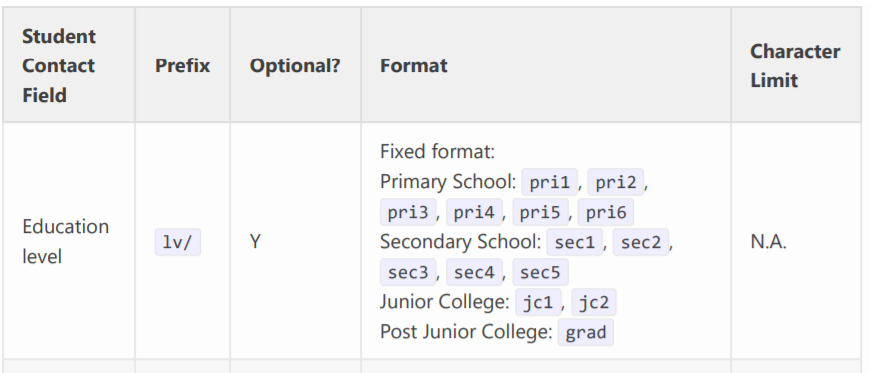 Student Contact Field Prefix Optional? Format Character Limit
Education level lv/ Y Fixed format:
Primary School: pri1, pri2,
pri3, pri4, pri5, pri6
Secondary School: sec1, sec2,
sec3, sec4, sec5
Junior College: jc1, jc2
Post Junior College: grad
N.A.